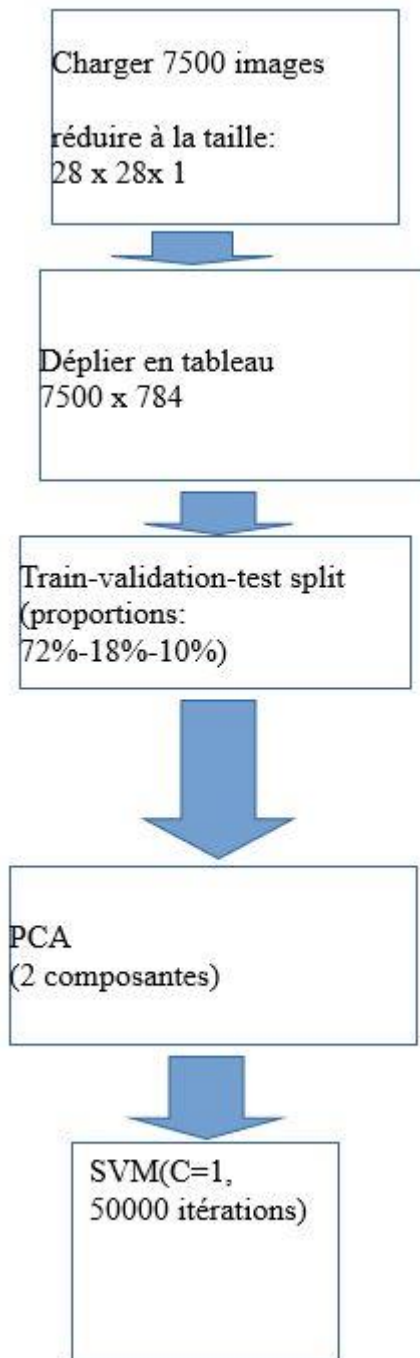 Charger 7500 images
réduire à la taille:
28 x 28x 1
Déplier en tableau
7500 x 784
Train-validation-test split
(proportions:
72%-18%-10%)
PCA
(2 composantes)
SVM(C=1,
50000 itérations)